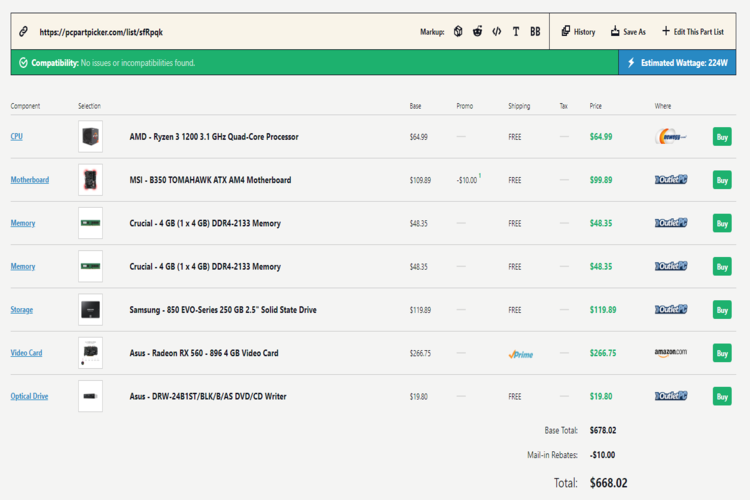 https://pcpartpicker.com/list/sfRpqk Markup: T BB History Save As Edit This Part List
Compatibility: No issues or incompatibilities found. Estimated Wattage: 224W
Component Selection Base Promo Shipping Tax Price Where
CPU AMD - Ryzen 3 1200 3.1 GHz Quad-Core Processor $64.99 — FREE — $64.99 newegg Buy
Motherboard MSI - B350 TOMAHAWK ATX AM4 Motherboard $109.89 -$10.00 1 FREE — $99.89 OutletPC Buy
Memory Crucial - 4 GB (1 x 4 GB) DDR4-2133 Memory $48.35 — FREE — $48.35 OutletPC Buy
Memory Crucial - 4 GB (1 x 4 GB) DDR4-2133 Memory $48.35 — FREE — $48.35 OutletPC Buy
Storage Samsung - 850 EVO-Series 250 GB 2.5" Solid State Drive $119.89 — FREE — $119.89 OutletPC Buy
Video Card Asus - Radeon RX 560 - 896 4 GB Video Card $266.75 — Prime — $266.75 amazon.com Buy
Optical Drive Asus - DRW-24B1ST/BLK/B/AS DVD/CD Writer $19.80 — FREE — $19.80 OutletPC Buy
Base Total: $678.02
Mail-in Rebates: -$10.00
Total: $668.02